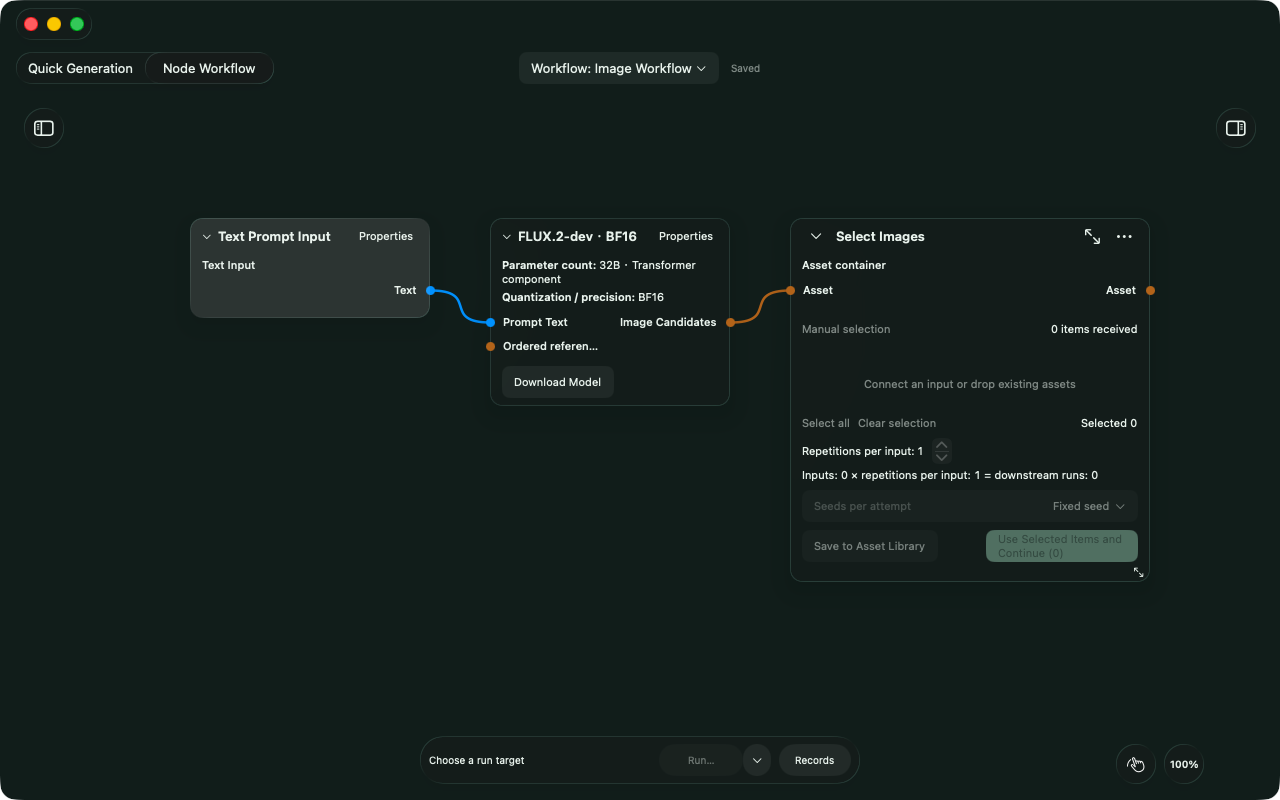 Quick Generation
Node Workflow
Workflow: Image Workflow
Saved
Text Prompt Input
Properties
Text Input
Text
FLUX.2-dev · BF16
Properties
Parameter count: 32B · Transformer
component
Quantization / precision: BF16
Prompt Text
Image Candidates
Ordered referen...
Download Model
Select Images
Asset container
Asset
Asset
Manual selection
0 items received
Connect an input or drop existing assets
Select all
Clear selection
Selected 0
Repetitions per input: 1
Inputs: 0 × repetitions per input: 1 = downstream runs: 0
Seeds per attempt
Fixed seed
Save to Asset Library
Use Selected Items and
Continue (0)
Choose a run target
Run...
Records
100%